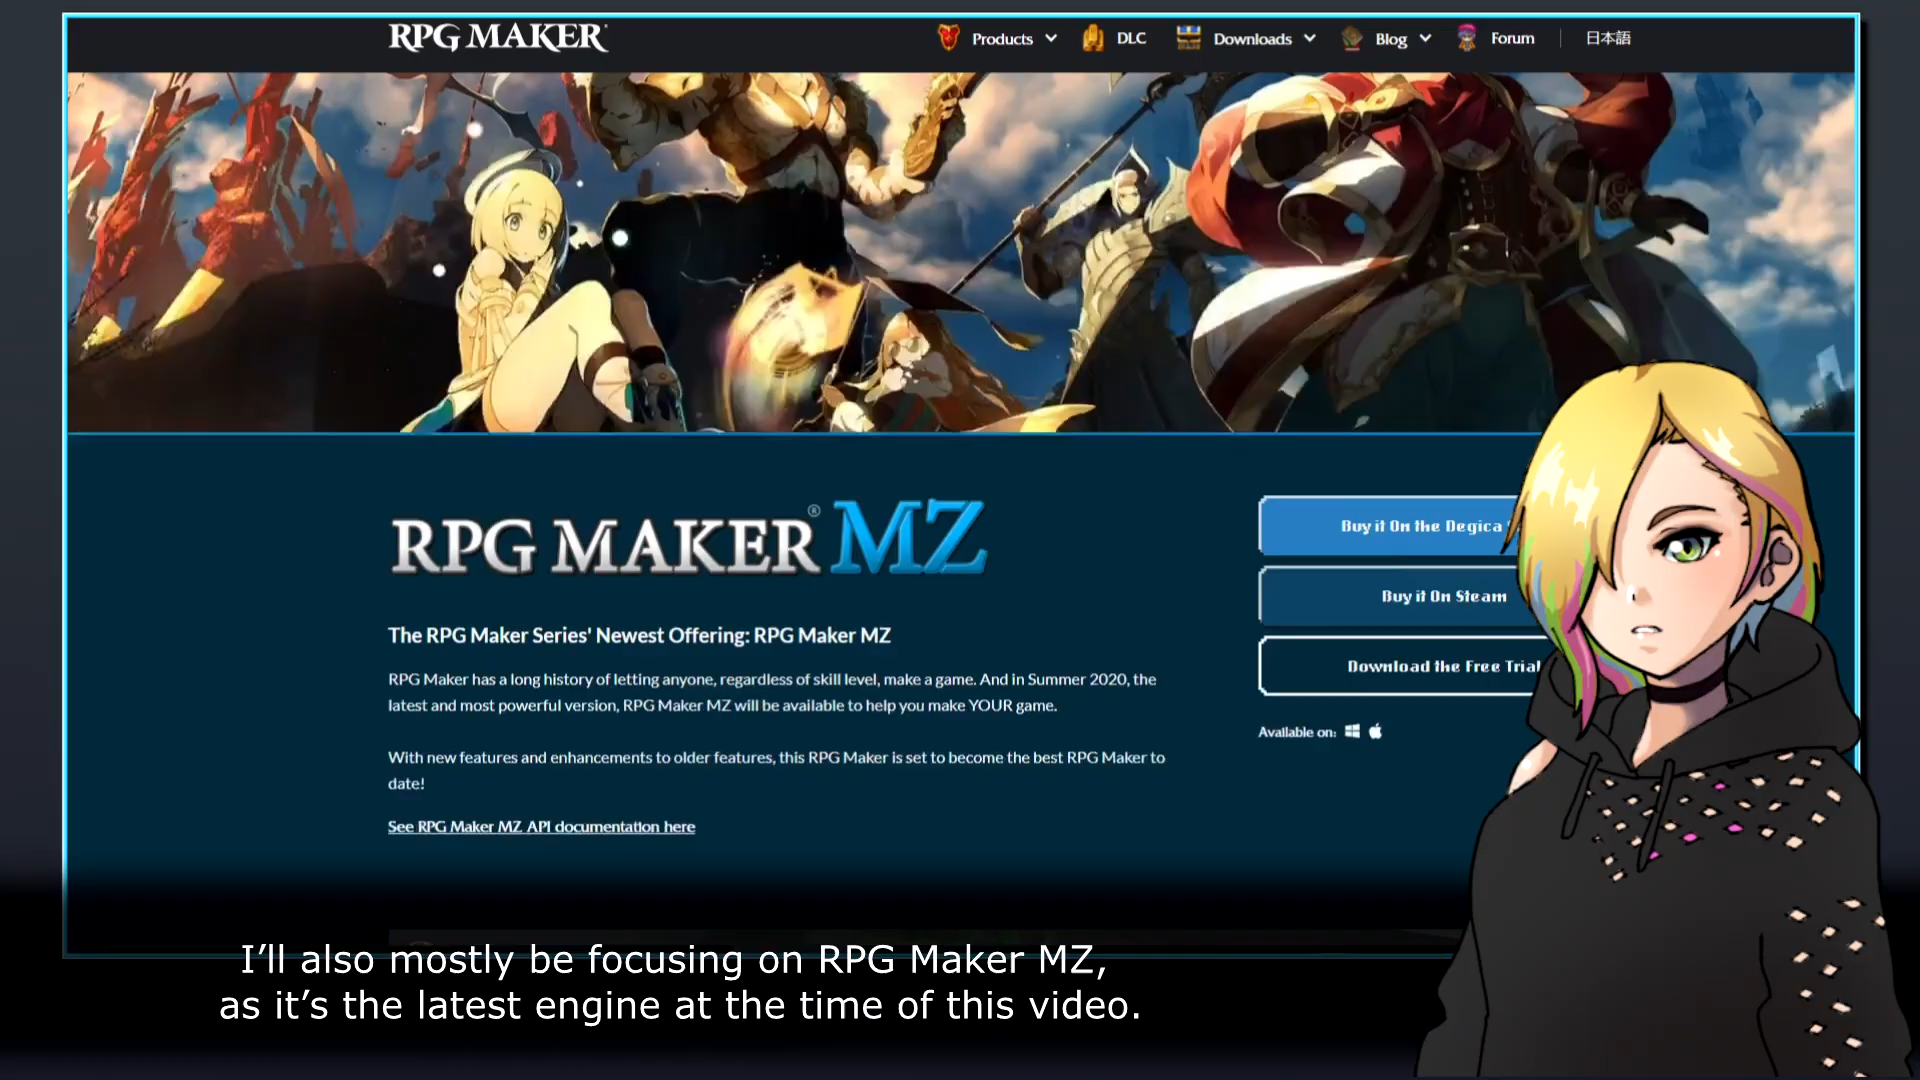 RPG MAKER
Products
DLC
Downloads
Blog
Forum
日本語
RPG MAKER® MZ
Buy it On the Degica
Buy it On Steam
Download the Free Trial
Available on:
The RPG Maker Series' Newest Offering: RPG Maker MZ
RPG Maker has a long history of letting anyone, regardless of skill level, make a game. And in Summer 2020, the
latest and most powerful version, RPG Maker MZ will be available to help you make YOUR game.
With new features and enhancements to older features, this RPG Maker is set to become the best RPG Maker to
date!
See RPG Maker MZ API documentation here
I’ll also mostly be focusing on RPG Maker MZ,
as it’s the latest engine at the time of this video.